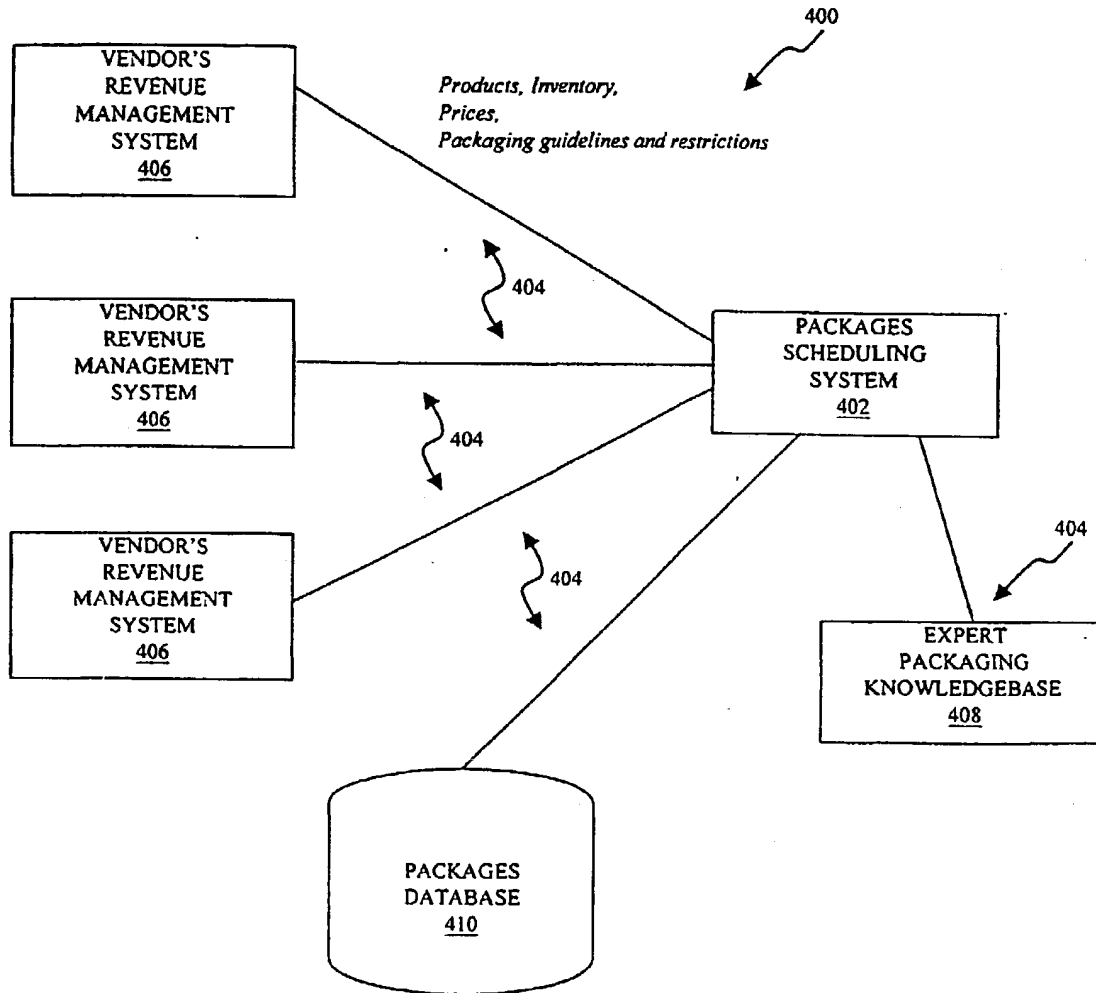 400
VENDOR'S
REVENUE
MANAGEMENT
SYSTEM
406
Products, Inventory,
Prices,
Packaging guidelines and restrictions
404
VENDOR'S
REVENUE
MANAGEMENT
SYSTEM
406
PACKAGES
SCHEDULING
SYSTEM
402
404
VENDOR'S
REVENUE
MANAGEMENT
SYSTEM
406
404
404
EXPERT
PACKAGING
KNOWLEDGEBASE
408
PACKAGES
DATABASE
410